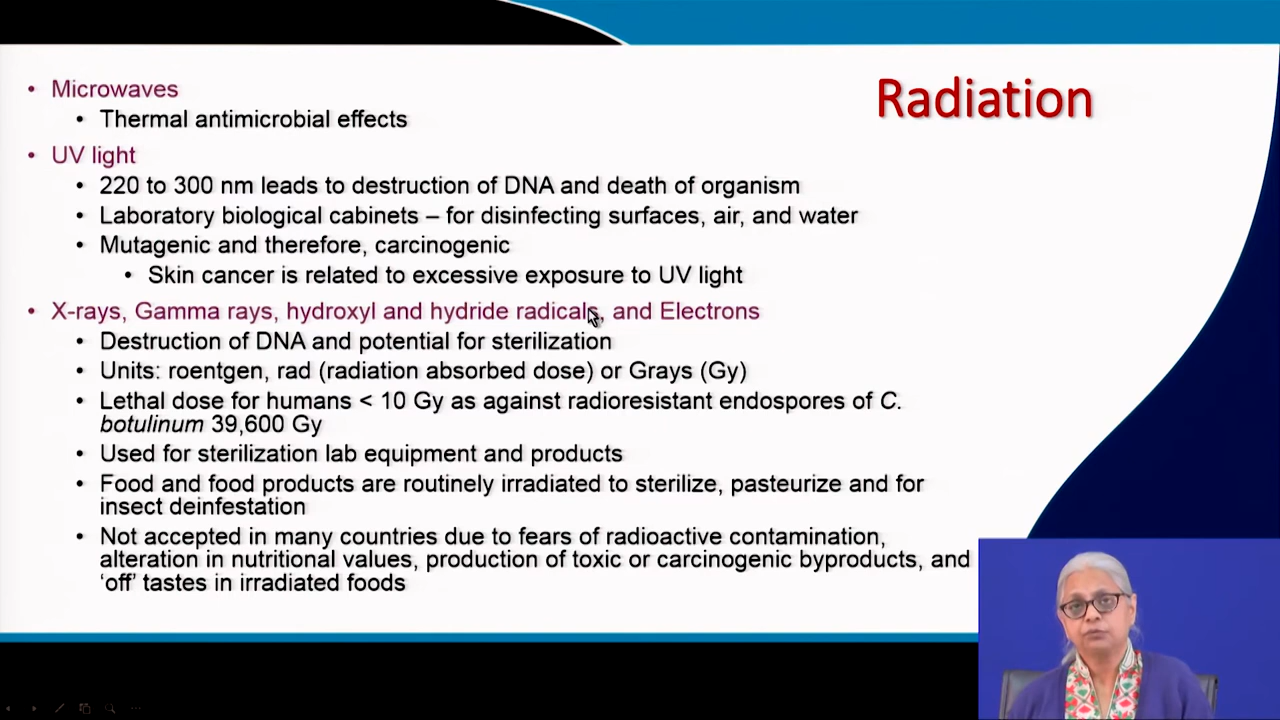 Radiation
• Microwaves
• Thermal antimicrobial effects
• UV light
• 220 to 300 nm leads to destruction of DNA and death of organism
• Laboratory biological cabinets – for disinfecting surfaces, air, and water
• Mutagenic and therefore, carcinogenic
• Skin cancer is related to excessive exposure to UV light
• X-rays, Gamma rays, hydroxyl and hydride radicals, and Electrons
• Destruction of DNA and potential for sterilization
• Units: roentgen, rad (radiation absorbed dose) or Grays (Gy)
• Lethal dose for humans < 10 Gy as against radioresistant endospores of C.
botulinum 39,600 Gy
• Used for sterilization lab equipment and products
• Food and food products are routinely irradiated to sterilize, pasteurize and for
insect deinfestation
• Not accepted in many countries due to fears of radioactive contamination,
alteration in nutritional values, production of toxic or carcinogenic byproducts, and
‘off’ tastes in irradiated foods